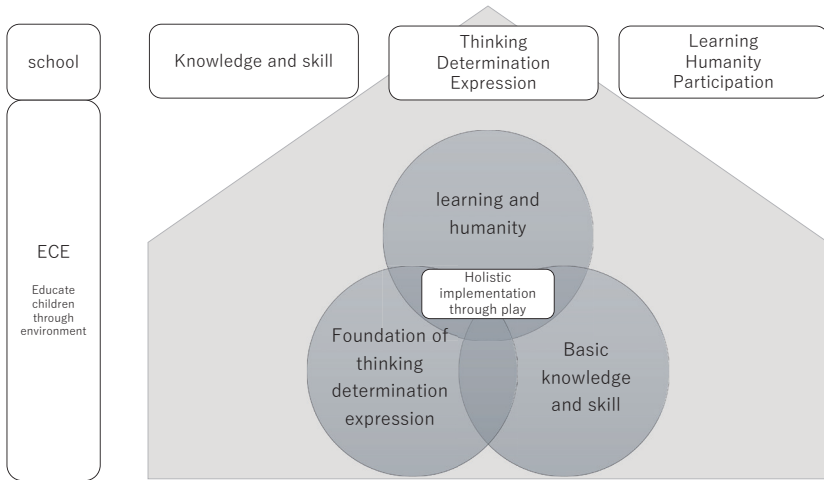 school
Knowledge and skill
Thinking
Determination
Expression
Learning
Humanity
Participation
ECE
Educate
children
through
environment
learning and
humanity
Holistic
implementation
through play
Foundation of
thinking
determination
expression
Basic
knowledge
and skill